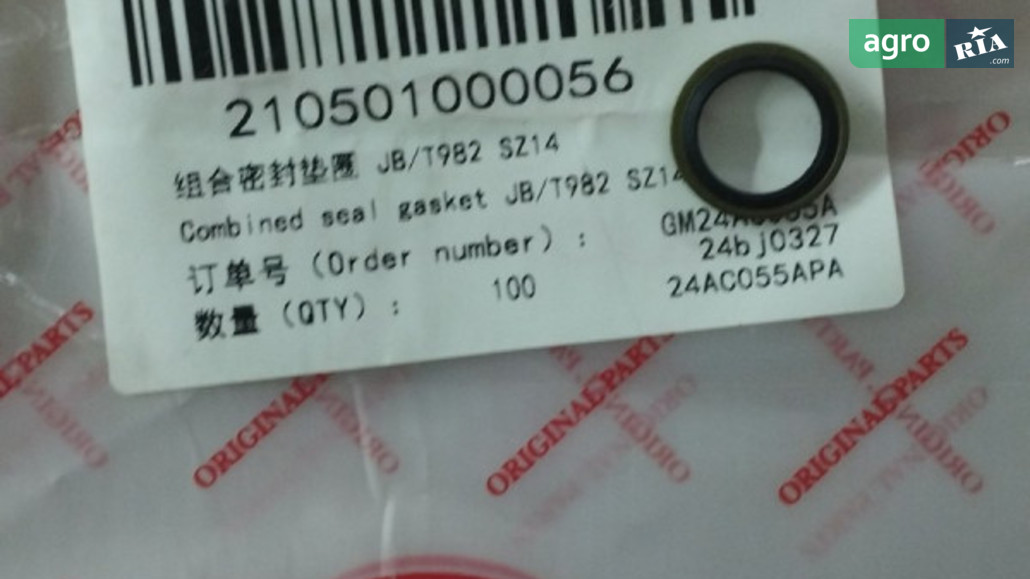 agro RIA .com
210501000056
组合密封垫圈 JB/T982 SZ14
Combined seal gasket JB/T982 SZ14
订单号 (Order number) :
24bj0327
数量 (QTY) : 100 24AC055APA
ORIGINAL PARTS
ORIGINAL PARTS
ORIGINAL PARTS